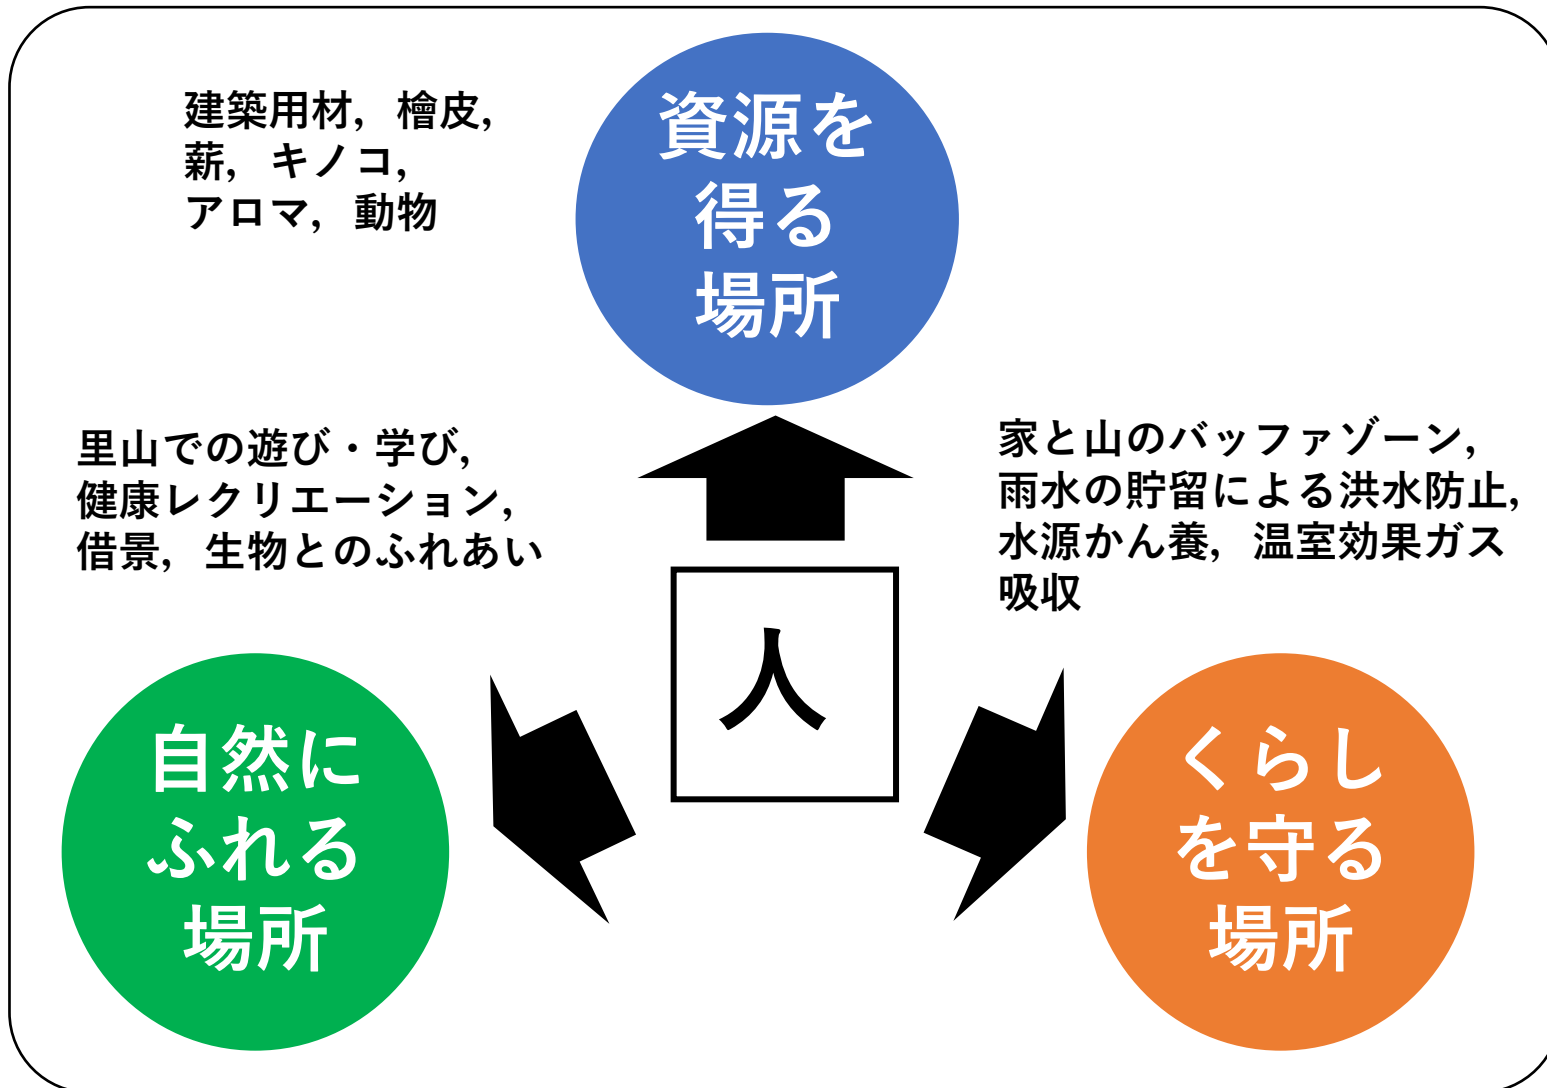 建築用材，檜皮，
薪，キノコ，
アロマ，動物
資源を
得る
場所
里山での遊び・学び，
健康レクリエーション，
借景，生物とのふれあい
家と山のバッファゾーン，
雨水の貯留による洪水防止，
水源かん養，温室効果ガス
吸収
人
自然に
ふれる
場所
くらし
を守る
場所